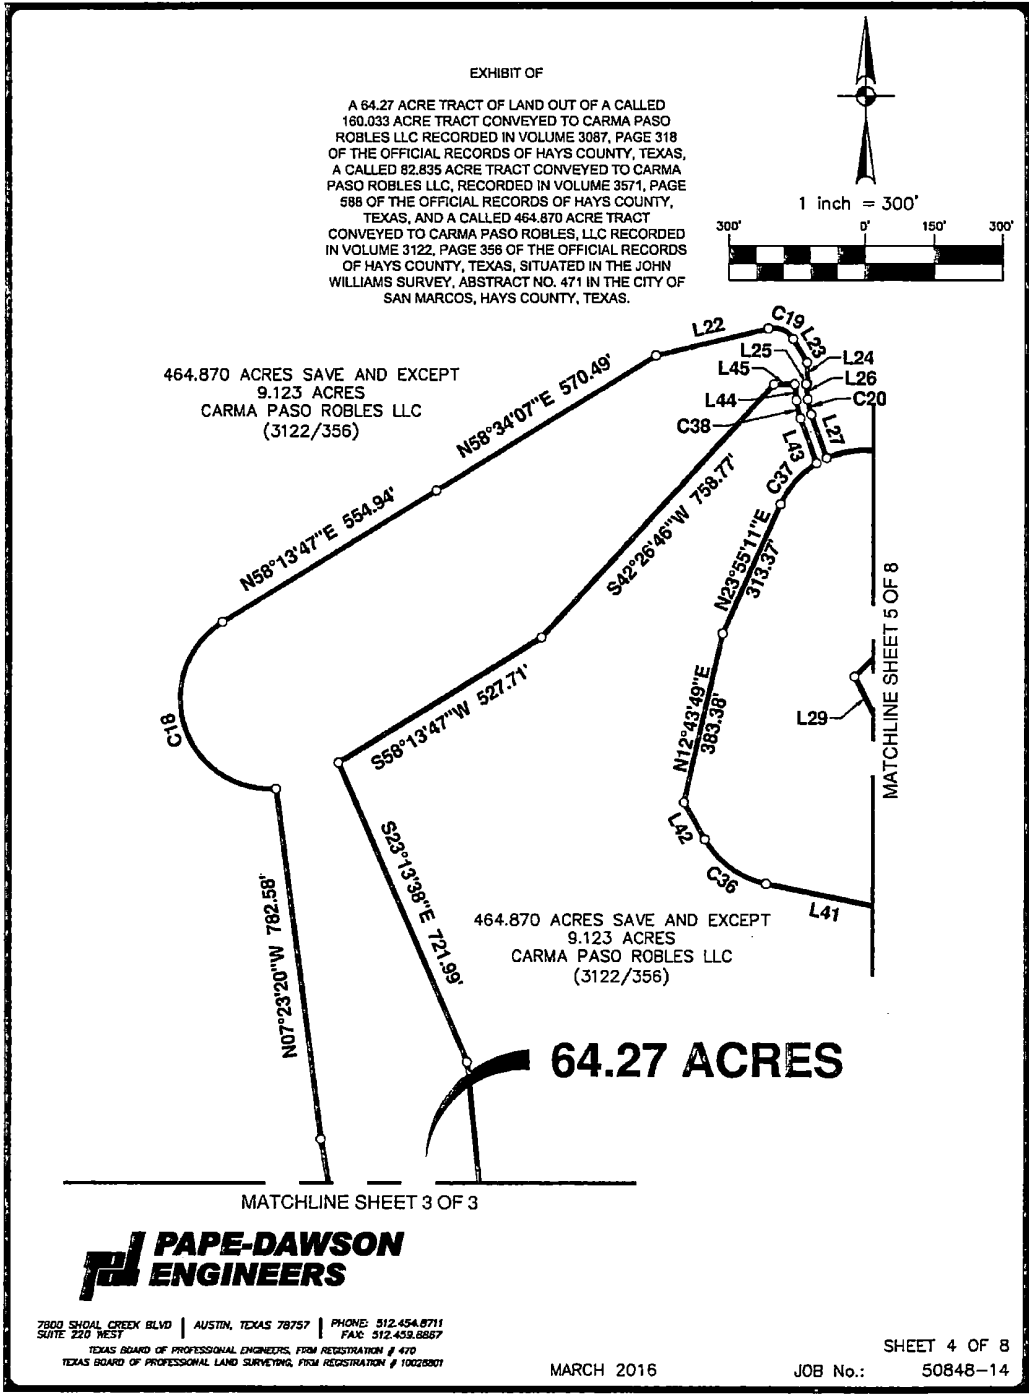 EXHIBIT OF
A 64.27 ACRE TRACT OF LAND OUT OF A CALLED
160.033 ACRE TRACT CONVEYED TO CARMA PASO
ROBLES LLC RECORDED IN VOLUME 3087, PAGE 318
OF THE OFFICIAL RECORDS OF HAYS COUNTY, TEXAS,
A CALLED 82.835 ACRE TRACT CONVEYED TO CARMA
PASO ROBLES LLC, RECORDED IN VOLUME 3571, PAGE
588 OF THE OFFICIAL RECORDS OF HAYS COUNTY,
TEXAS, AND A CALLED 464.870 ACRE TRACT
CONVEYED TO CARMA PASO ROBLES, LLC RECORDED
IN VOLUME 3122, PAGE 356 OF THE OFFICIAL RECORDS
OF HAYS COUNTY, TEXAS, SITUATED IN THE JOHN
WILLIAMS SURVEY, ABSTRACT NO. 471 IN THE CITY OF
SAN MARCOS, HAYS COUNTY, TEXAS.
1 inch = 300'
300' 0' 150' 300'
464.870 ACRES SAVE AND EXCEPT
9.123 ACRES
CARMA PASO ROBLES LLC
(3122/356)
L22
C19
L23
L25
L24
L45
L26
L44
C20
C38
L27
L43
C37
N58°34'07"E 570.49'
N58°13'47"E 554.94'
S42°26'46"W 758.77'
N23°55'11"E
313.37'
S58°13'47"W 527.71'
N12°43'49"E
383.38'
MATCHLINE SHEET 5 OF 8
L29
C18
L42
C36
L41
S23°13'38"E 721.99'
N07°23'20"W 782.58'
464.870 ACRES SAVE AND EXCEPT
9.123 ACRES
CARMA PASO ROBLES LLC
(3122/356)
64.27 ACRES
MATCHLINE SHEET 3 OF 3
PAPE-DAWSON
ENGINEERS
7800 SHOAL CREEK BLVD | AUSTIN, TEXAS 78757 | PHONE: 512.454.8711
SUITE 220 WEST FAX: 512.459.8867
TEXAS BOARD OF PROFESSIONAL ENGINEERS, FIRM REGISTRATION # 470
TEXAS BOARD OF PROFESSIONAL LAND SURVEYING, FIRM REGISTRATION # 10028801
MARCH 2016
SHEET 4 OF 8
JOB No.: 50848-14